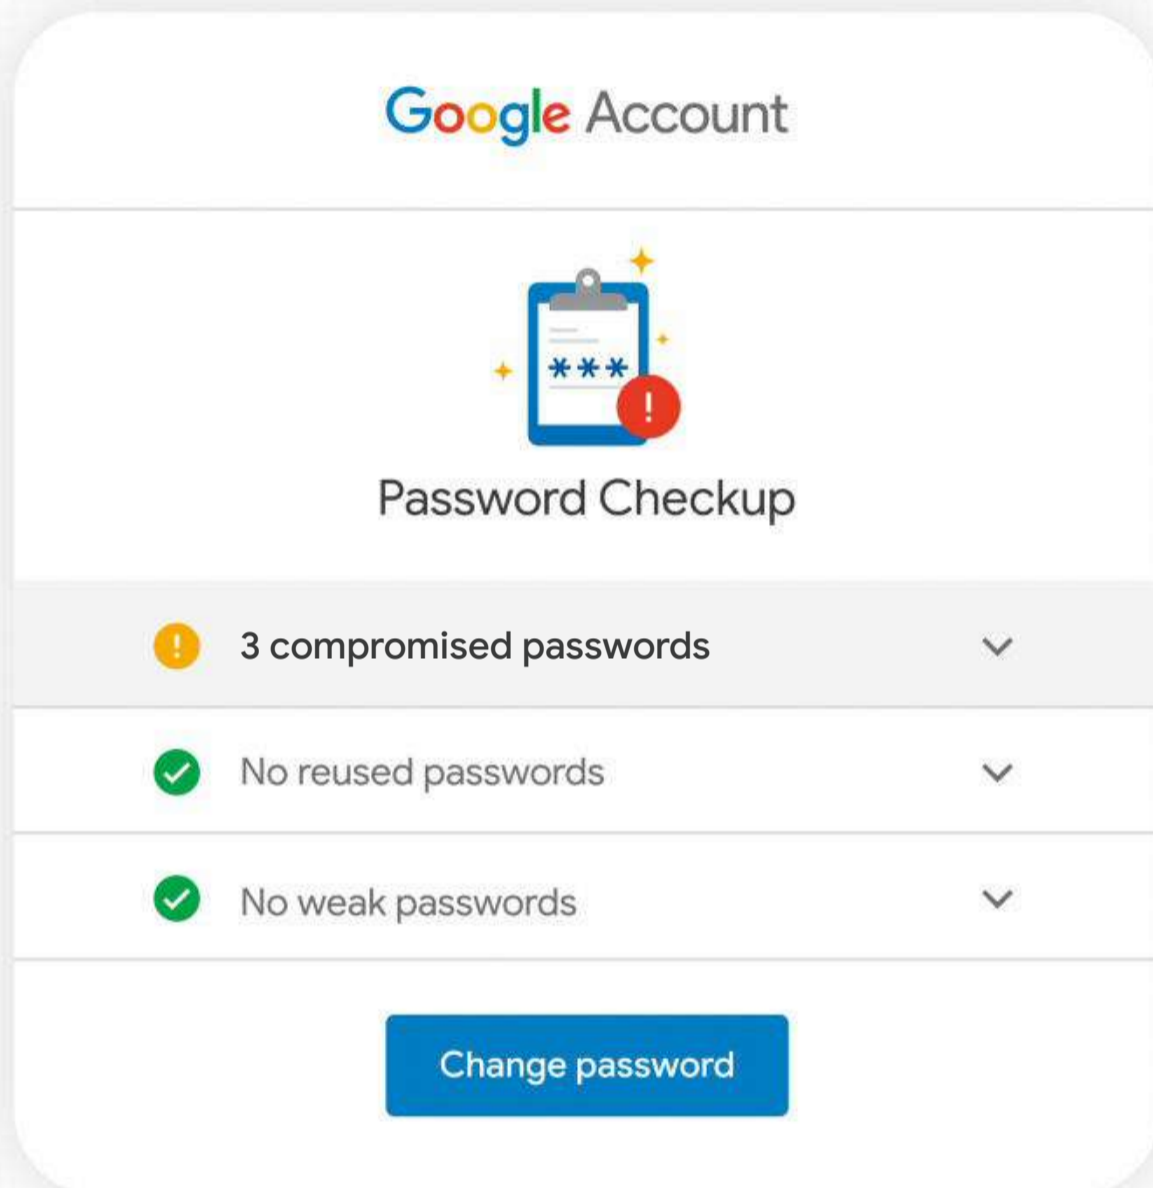 Google Account
***
Password Checkup
3 compromised passwords
No reused passwords
No weak passwords
Change password